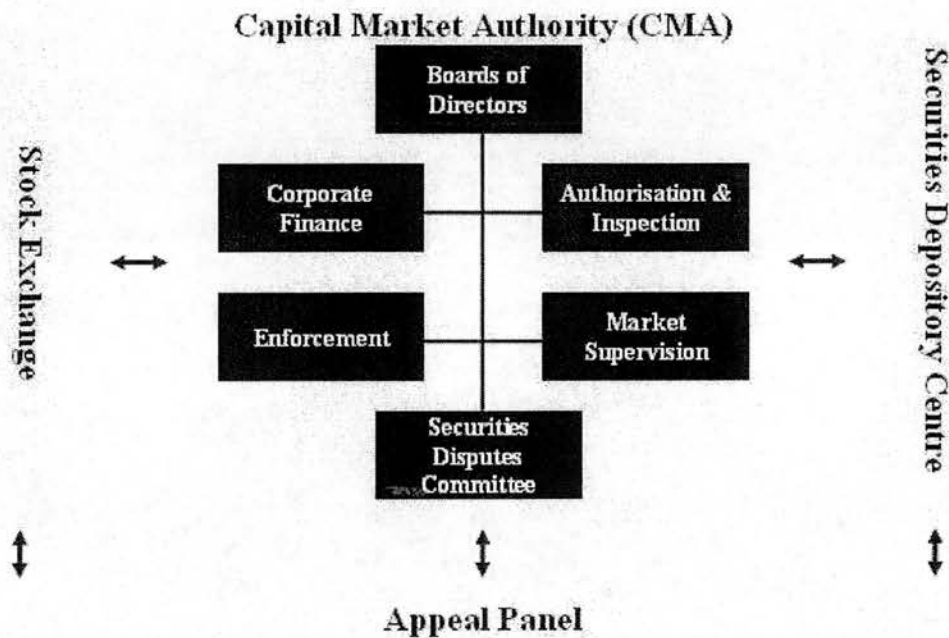 Capital Market Authority (CMA)
Boards of
Directors
Stock Exchange
Securities Depository Centre
Corporate
Finance
Authorisation &
Inspection
Enforcement
Market
Supervision
Securities
Disputes
Committee
Appeal Panel